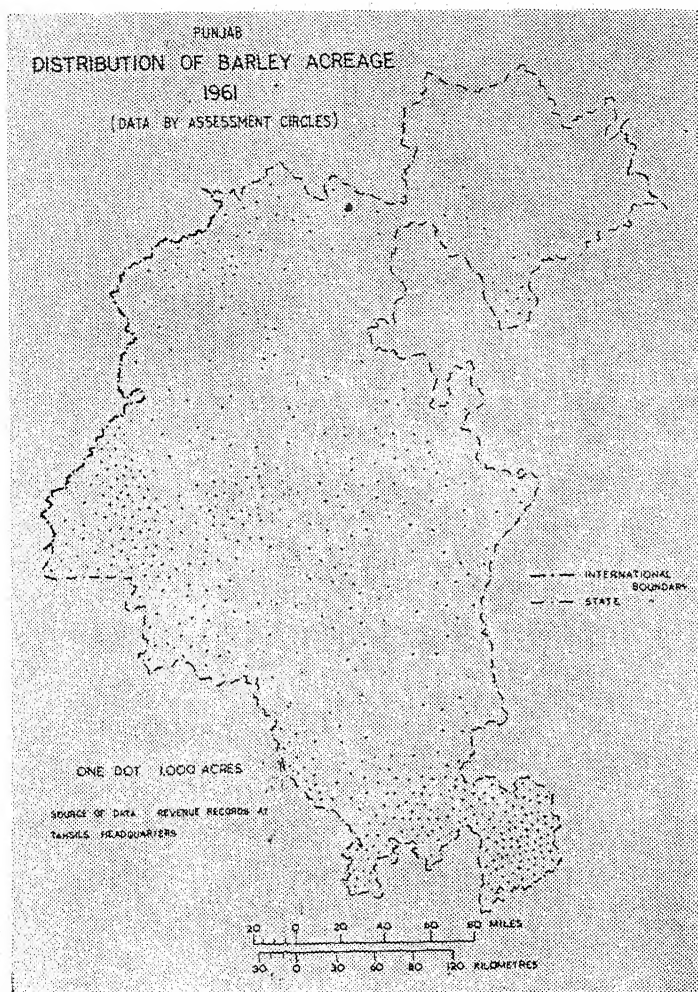 PUNJAB
DISTRIBUTION OF BARLEY ACREAGE
1961
(DATA BY ASSESSMENT CIRCLES)
INTERNATIONAL
BOUNDARY
STATE "
ONE DOT 1,000 ACRES
SOURCE OF DATA REVENUE RECORDS AT
TAHSILS HEADQUARTERS
20 0 20 40 60 80 MILES
30 0 30 60 90 120 KILOMETRES